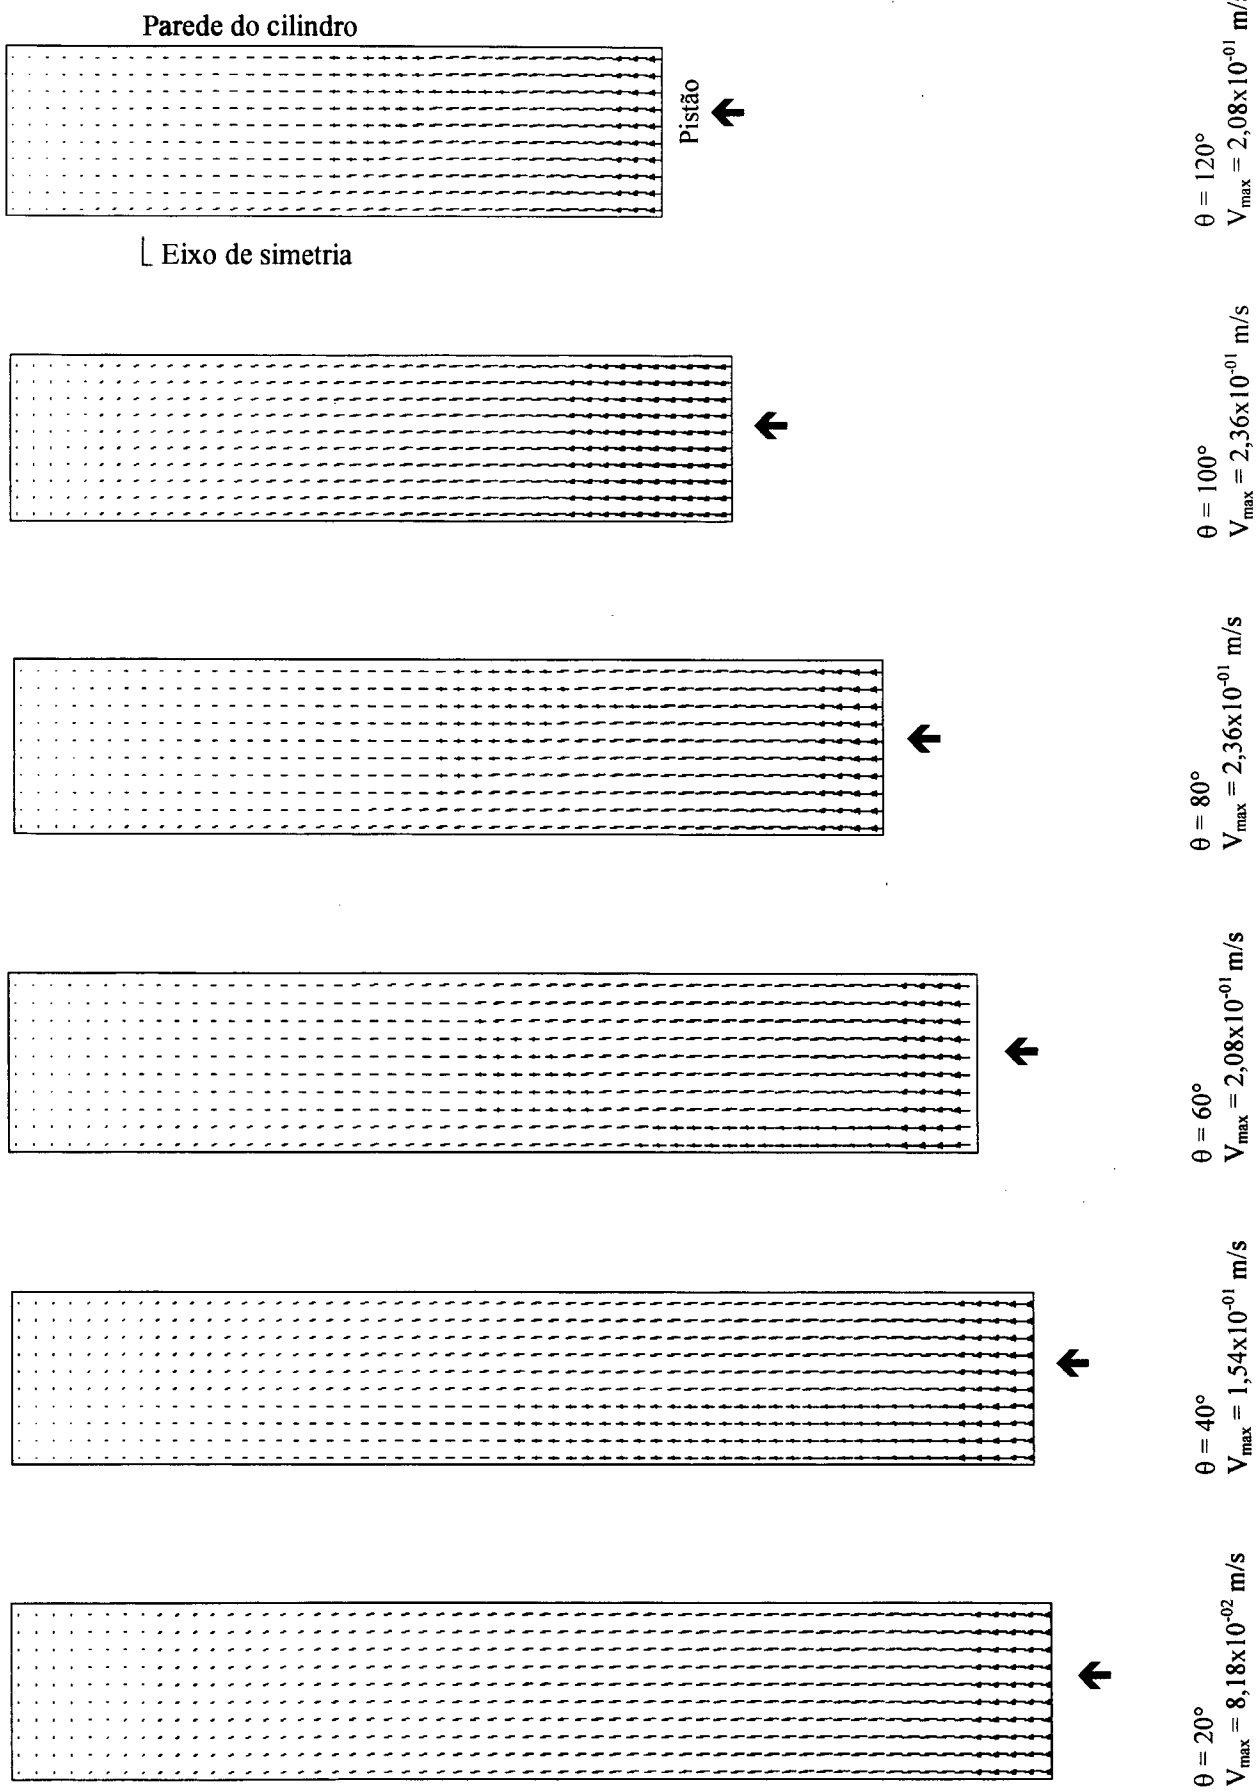 Parede do cilindro
Pistão
Eixo de simetria
θ = 120°
V_max = 2,08x10^-01 m/s
θ = 100°
V_max = 2,36x10^-01 m/s
θ = 80°
V_max = 2,36x10^-01 m/s
θ = 60°
V_max = 2,08x10^-01 m/s
θ = 40°
V_max = 1,54x10^-01 m/s
θ = 20°
V_max = 8,18x10^-02 m/s